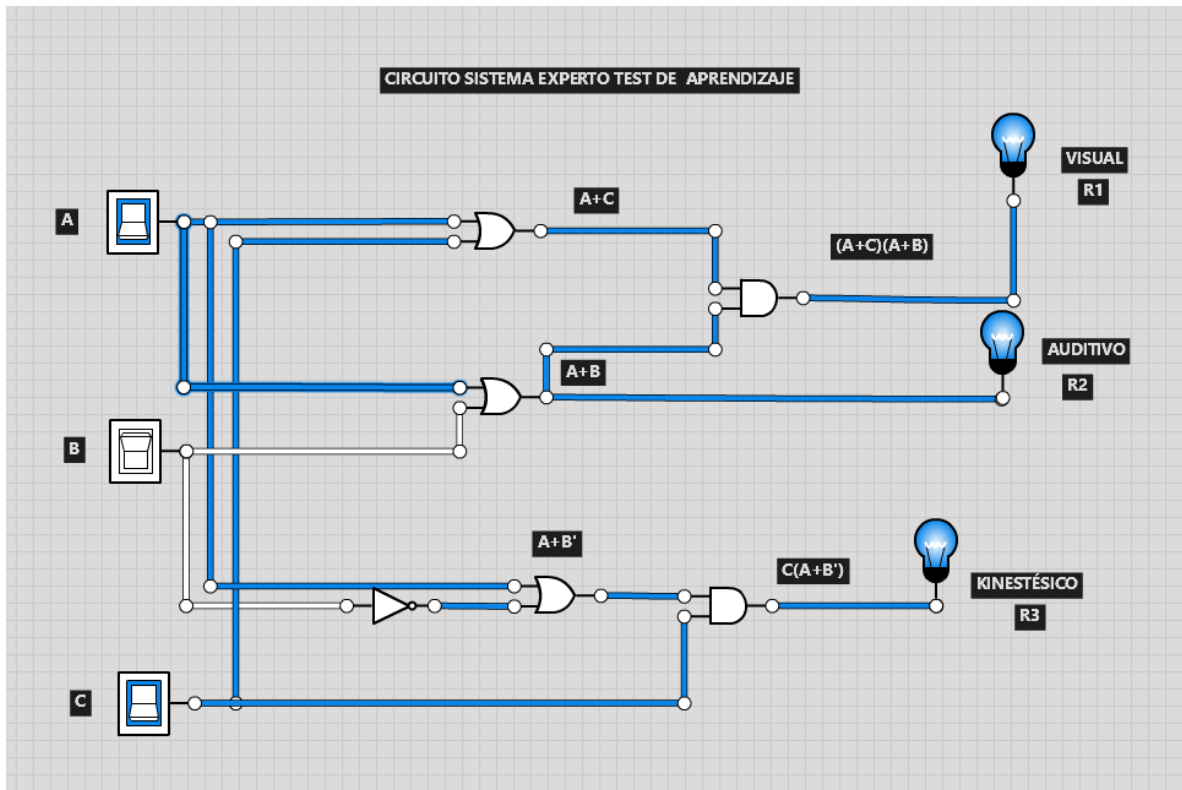 CIRCUITO SISTEMA EXPERTO TEST DE APRENDIZAJE
VISUAL
R1
A
A+C
(A+C)(A+B)
AUDITIVO
R2
A+B
B
A+B'
C(A+B')
KINESTÉSICO
R3
C